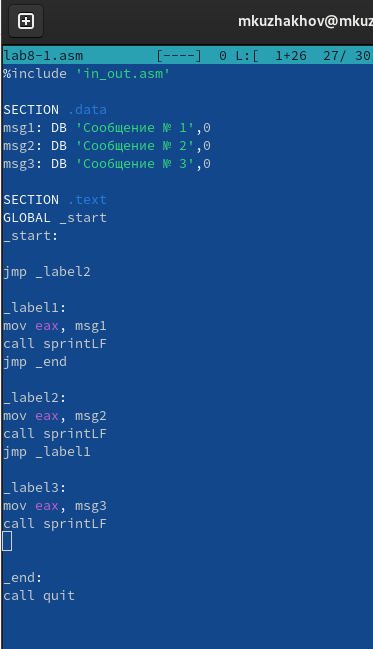 mkuzhakhov@mkuz
lab8-1.asm [----] 0 L:[ 1+26 27/ 30
%include 'in_out.asm'
SECTION .data
msg1: DB 'Сообщение № 1',0
msg2: DB 'Сообщение № 2',0
msg3: DB 'Сообщение № 3',0
SECTION .text
GLOBAL _start
_start:
jmp _label2
_label1:
mov eax, msg1
call sprintLF
jmp _end
_label2:
mov eax, msg2
call sprintLF
jmp _label1
_label3:
mov eax, msg3
call sprintLF
_end:
call quit